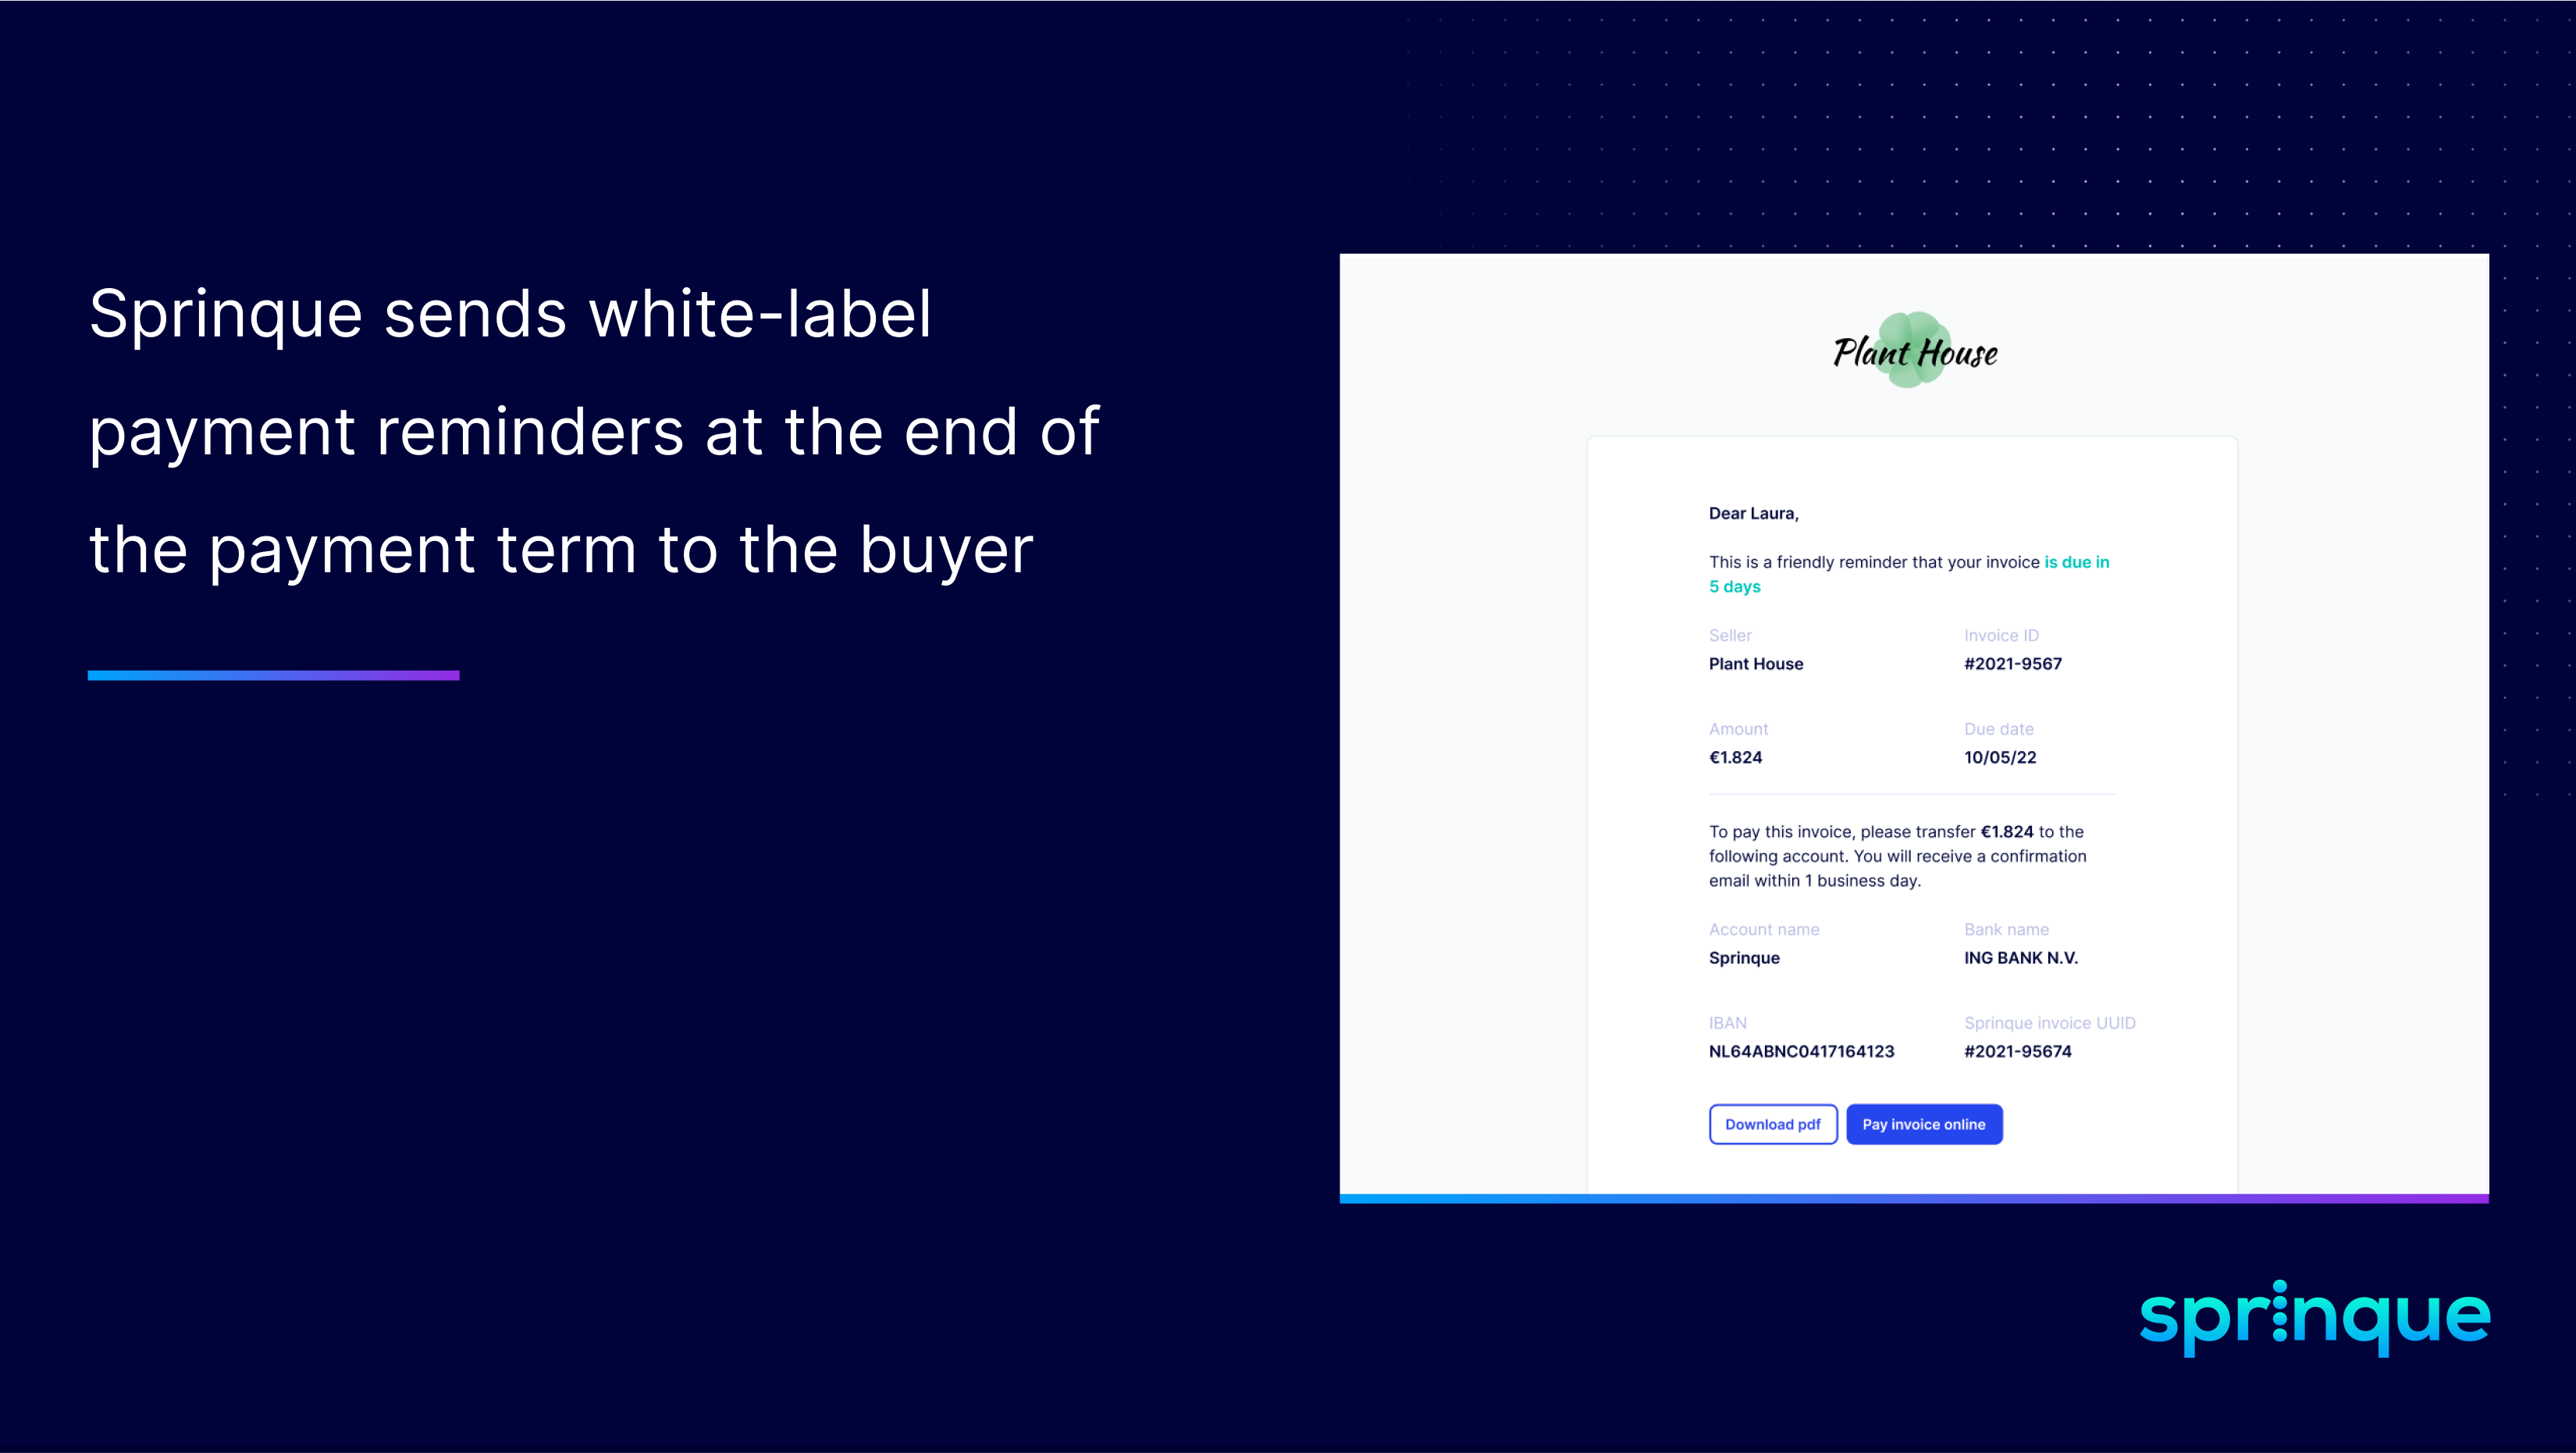 Sprinque sends white-label
payment reminders at the end of
the payment term to the buyer
Plant House
Dear Laura,
This is a friendly reminder that your invoice is due in
5 days
Seller
Invoice ID
Plant House
#2021-9567
Amount
Due date
€1.824
10/05/22
To pay this invoice, please transfer €1.824 to the
following account. You will receive a confirmation
email within 1 business day.
Account name
Bank name
Sprinque
ING BANK N.V.
IBAN
Sprinque invoice UUID
NL64ABNC0417164123
#2021-95674
Download pdf
Pay invoice online
sprinque